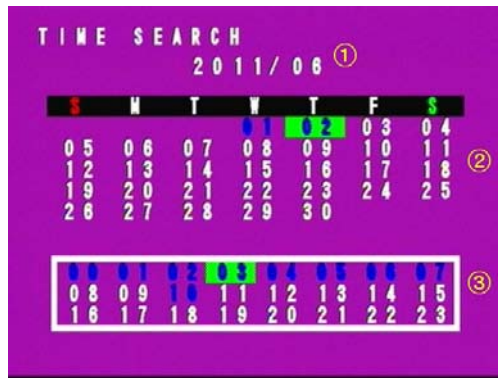 TIME SEARCH
2011/06 ①
S M T W T F S
01 02 03 04
05 06 07 08 09 10 11 ②
12 13 14 15 16 17 18
19 20 21 22 23 24 25
26 27 28 29 30
00 01 02 03 04 05 06 07
08 09 10 11 12 13 14 15 ③
16 17 18 19 20 21 22 23